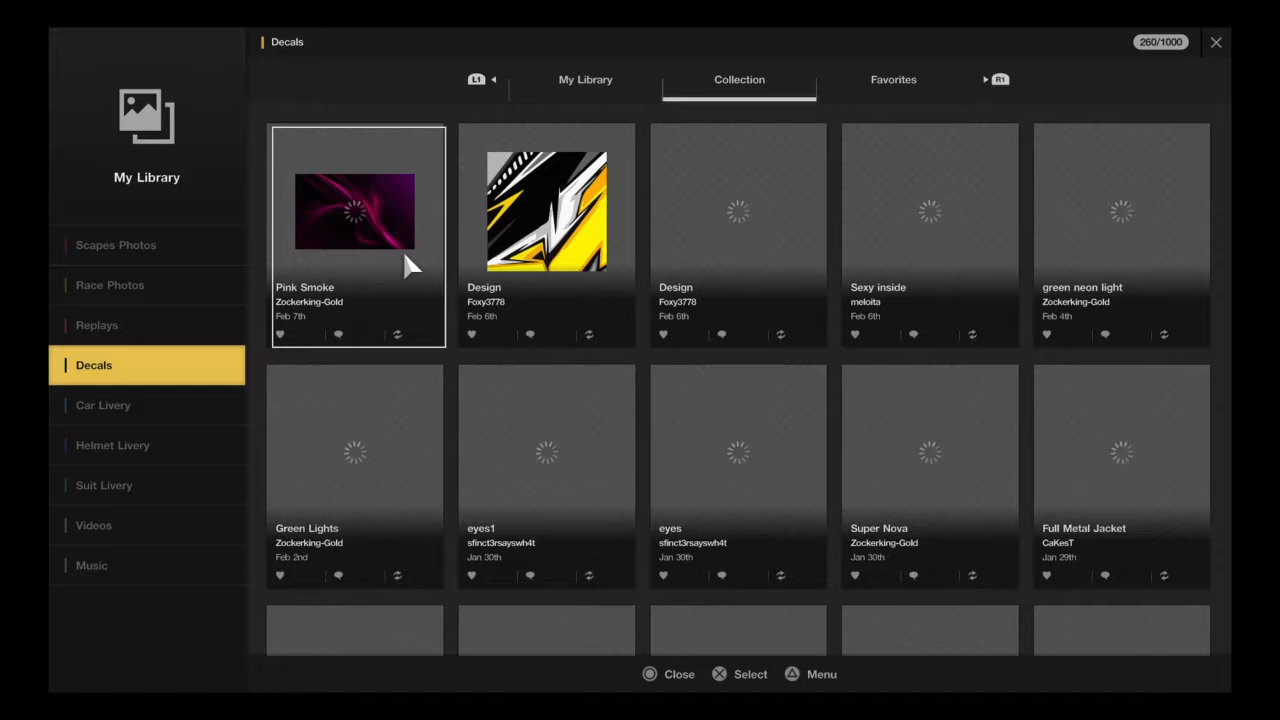 Decals
260/1000
L1
My Library
Collection
Favorites
R1
My Library
Scapes Photos
Race Photos
Replays
Decals
Car Livery
Helmet Livery
Suit Livery
Videos
Music
Pink Smoke
Zockerking-Gold
Feb 7th
Design
Foxy3778
Feb 6th
Design
Foxy3778
Feb 6th
Sexy inside
meloita
Feb 6th
green neon light
Zockerking-Gold
Feb 4th
Green Lights
Zockerking-Gold
Feb 2nd
eyes1
sfinct3rsayswh4t
Jan 30th
eyes
sfinct3rsayswh4t
Jan 30th
Super Nova
Zockerking-Gold
Jan 30th
Full Metal Jacket
CaKesT
Jan 29th
Close
Select
Menu